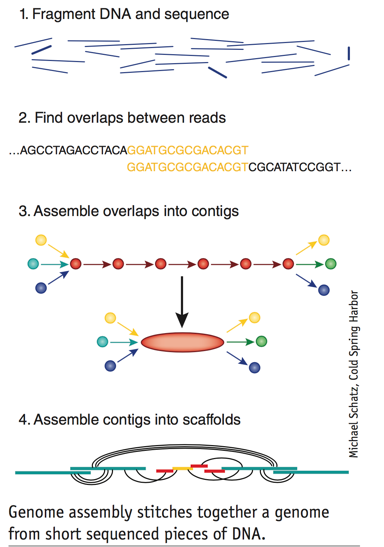 1. Fragment DNA and sequence
2. Find overlaps between reads
...AGCCTAGACCTACAGGATGCGCGACACGT
GGATGCGCGACACGTCGCATATCCGGT...
3. Assemble overlaps into contigs
Michael Schatz, Cold Spring Harbor
4. Assemble contigs into scaffolds
Genome assembly stitches together a genome
from short sequenced pieces of DNA.